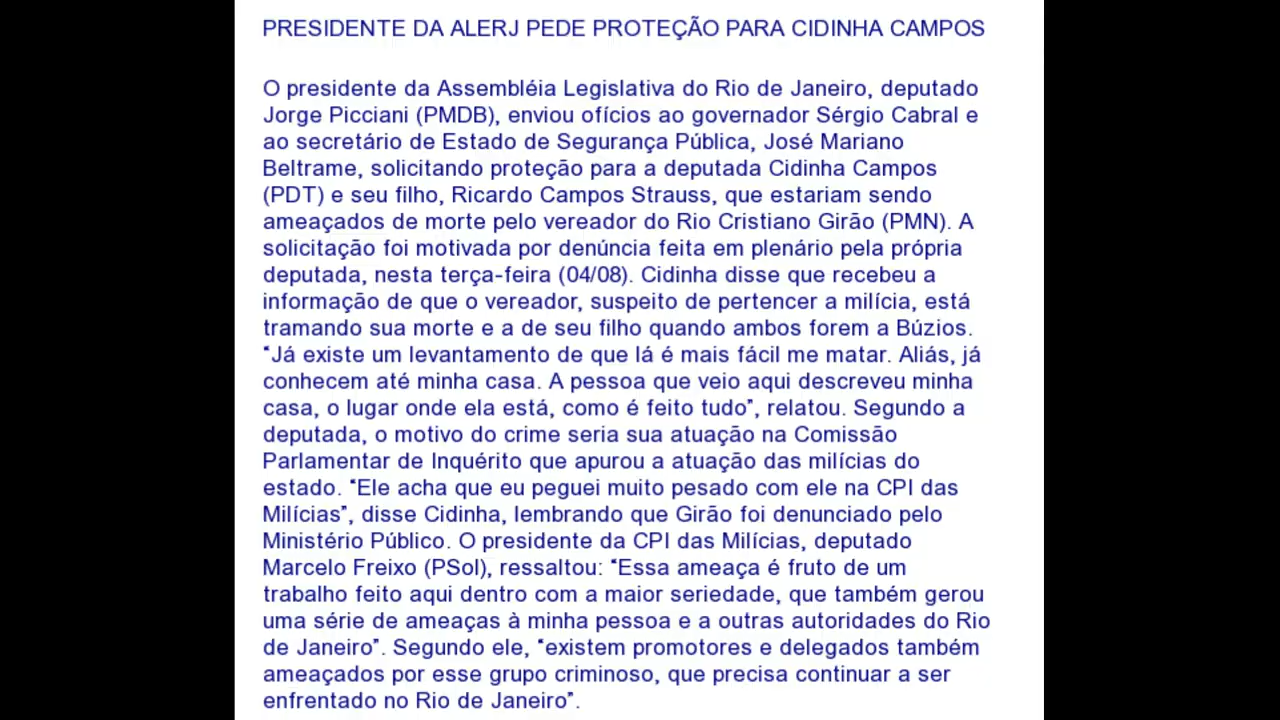 PRESIDENTE DA ALERJ PEDE PROTEÇÃO PARA CIDINHA CAMPOS
O presidente da Assembléia Legislativa do Rio de Janeiro, deputado
Jorge Picciani (PMDB), enviou ofícios ao governador Sérgio Cabral e
ao secretário de Estado de Segurança Pública, José Mariano
Beltrame, solicitando proteção para a deputada Cidinha Campos
(PDT) e seu filho, Ricardo Campos Strauss, que estariam sendo
ameaçados de morte pelo vereador do Rio Cristiano Girão (PMN). A
solicitação foi motivada por denúncia feita em plenário pela própria
deputada, nesta terça-feira (04/08). Cidinha disse que recebeu a
informação de que o vereador, suspeito de pertencer a milícia, está
tramando sua morte e a de seu filho quando ambos forem a Búzios.
“Já existe um levantamento de que lá é mais fácil me matar. Aliás, já
conhecem até minha casa. A pessoa que veio aqui descreveu minha
casa, o lugar onde ela está, como é feito tudo”, relatou. Segundo a
deputada, o motivo do crime seria sua atuação na Comissão
Parlamentar de Inquérito que apurou a atuação das milícias do
estado. “Ele acha que eu peguei muito pesado com ele na CPI das
Milícias”, disse Cidinha, lembrando que Girão foi denunciado pelo
Ministério Público. O presidente da CPI das Milícias, deputado
Marcelo Freixo (PSol), ressaltou: “Essa ameaça é fruto de um
trabalho feito aqui dentro com a maior seriedade, que também gerou
uma série de ameaças à minha pessoa e a outras autoridades do Rio
de Janeiro”. Segundo ele, “existem promotores e delegados também
ameaçados por esse grupo criminoso, que precisa continuar a ser
enfrentado no Rio de Janeiro”.